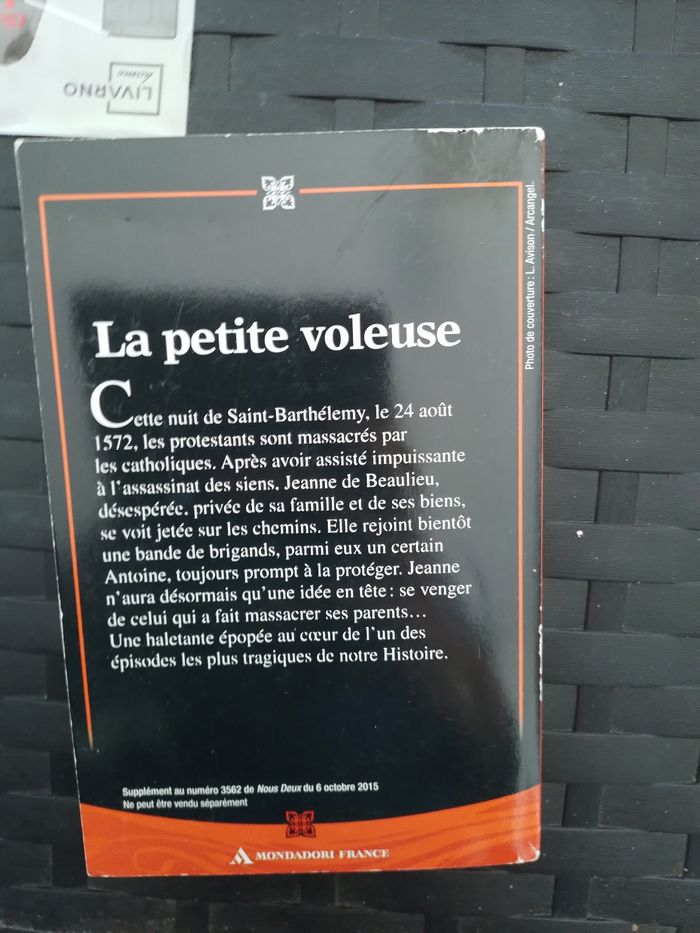 LIVARNO
home
La petite voleuse
Cette nuit de Saint-Barthélemy, le 24 août
1572, les protestants sont massacrés par
les catholiques. Après avoir assisté impuissante
à l'assassinat des siens, Jeanne de Beaulieu,
désespérée, privée de sa famille et de ses biens,
se voit jetée sur les chemins. Elle rejoint bientôt
une bande de brigands, parmi eux un certain
Antoine, toujours prompt à la protéger. Jeanne
n'aura désormais qu'une idée en tête : se venger
de celui qui a fait massacrer ses parents…
Une haletante épopée au cœur de l'un des
épisodes les plus tragiques de notre Histoire.
Supplément au numéro 3562 de Nous Deux du 6 octobre 2015
Ne peut être vendu séparément
MONDADORI FRANCE
Photo de couverture : L. Avison / Arcangel.